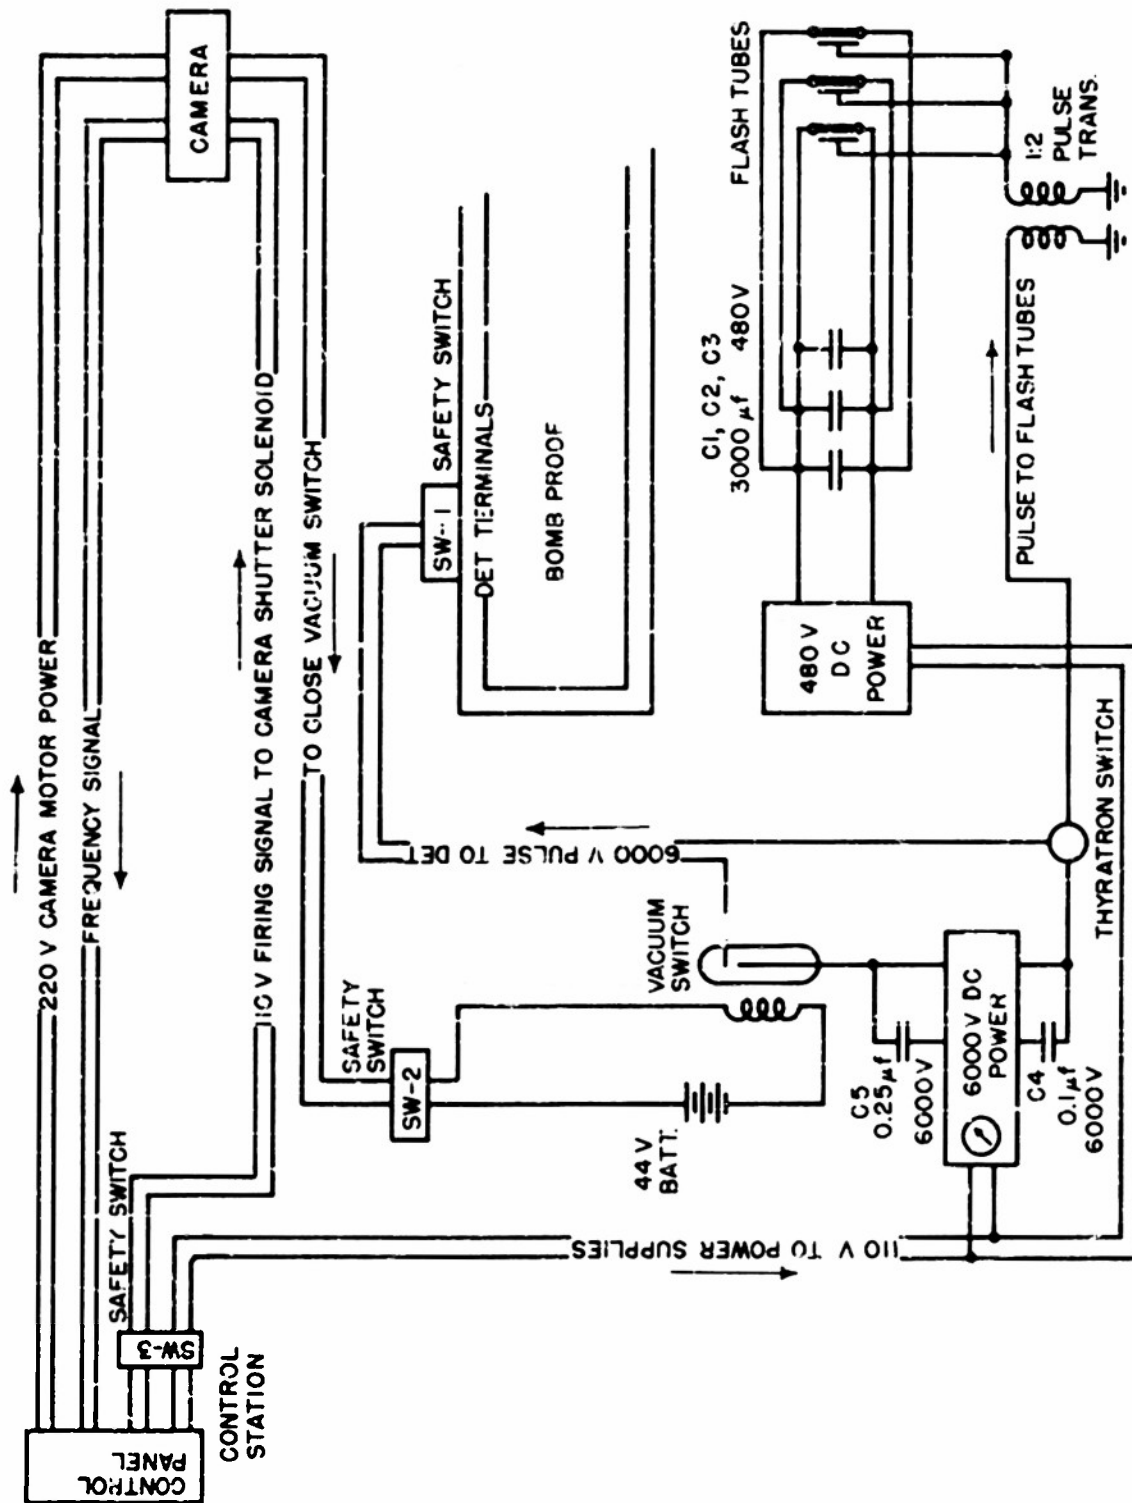 CAMERA
220 V CAMERA MOTOR POWER
FREQUENCY SIGNAL
110 V FIRING SIGNAL TO CAMERA SHUTTER SOLENOID
TO CLOSE VACUUM SWITCH
SAFETY SWITCH
SW-3
CONTROL
PANEL
CONTROL
STATION
SAFETY
SWITCH
SW-2
SAFETY SWITCH
SW-1
DET TERMINALS
BOMB PROOF
6000 V PULSE TO DET
VACUUM
SWITCH
44V
BATT.
C5
0.25µf
6000V
6000V DC
POWER
C4
0.1µf
6000V
110 V TO POWER SUPPLIES
THYRATRON SWITCH
480V
DC
POWER
C1, C2, C3
3000 µf 480V
FLASH TUBES
PULSE TO FLASH TUBES
1:2
PULSE
TRANS.